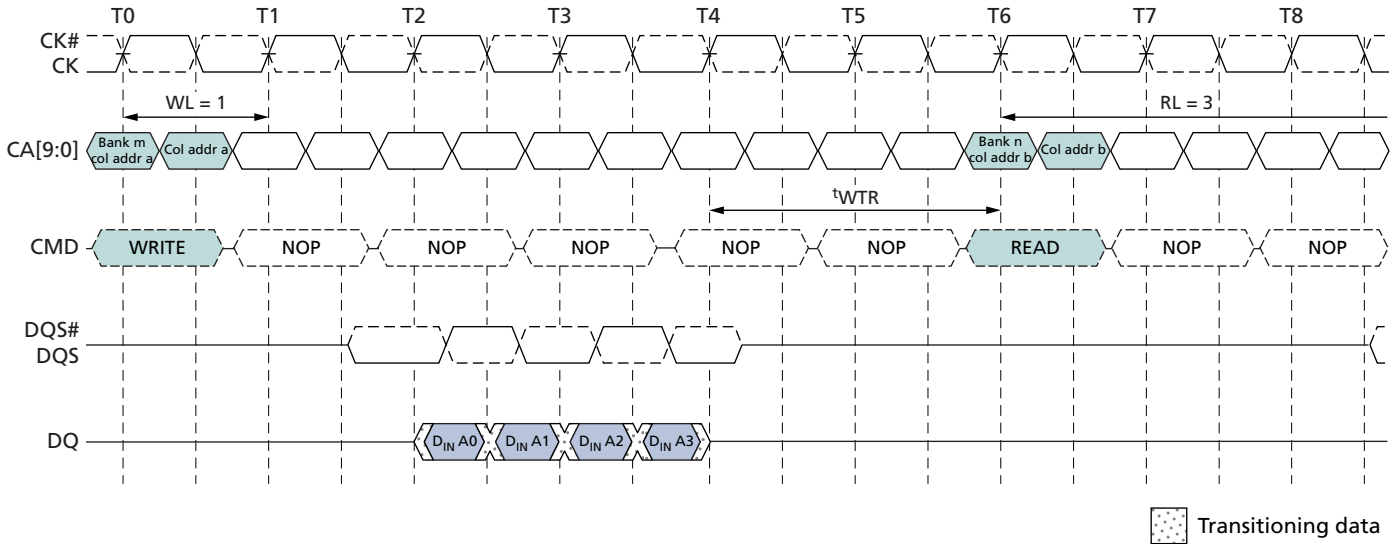 T0 T1 T2 T3 T4 T5 T6 T7 T8
CK#
CK
WL = 1 RL = 3
CA[9:0] Bank m col addr a Col addr a Bank n col addr b Col addr b
tWTR
CMD WRITE NOP NOP NOP NOP NOP READ NOP NOP
DQS#
DQS
DQ DIN A0 DIN A1 DIN A2 DIN A3
Transitioning data